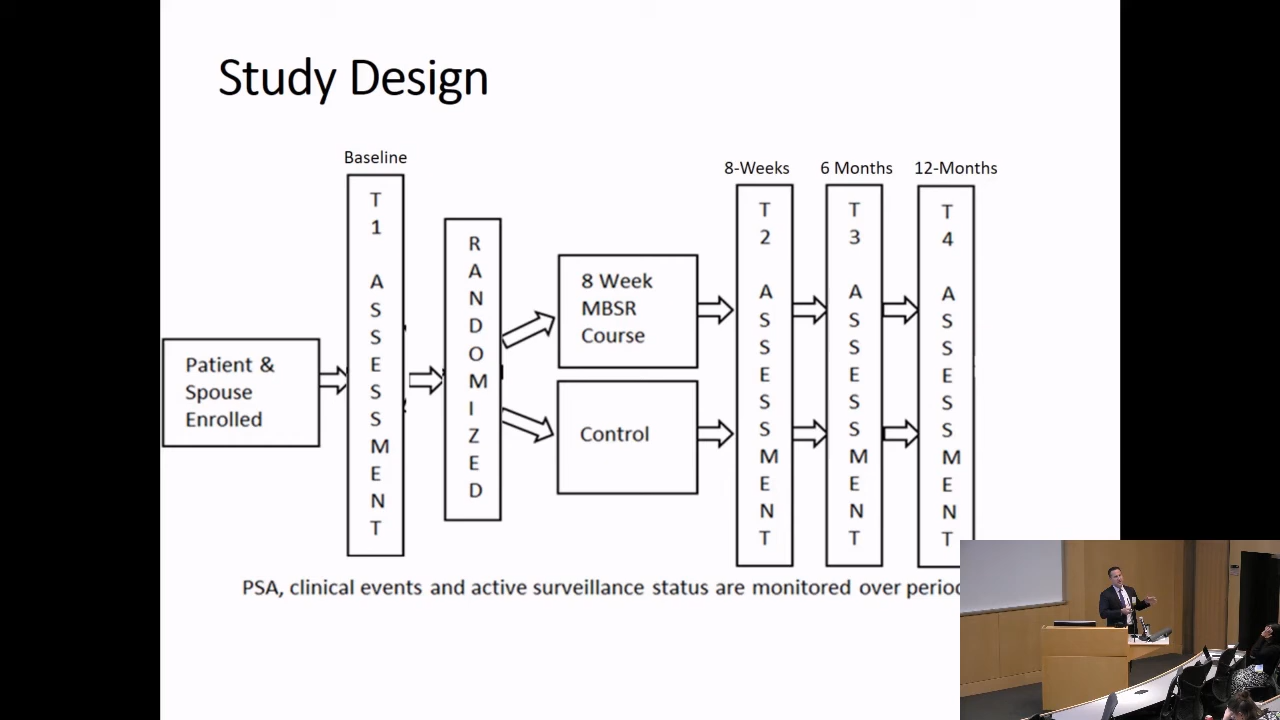 Study Design
Baseline
8-Weeks
6 Months
12-Months
Patient &
Spouse
Enrolled
T
1
A
S
S
E
S
S
M
E
N
T
R
A
N
D
O
M
I
Z
E
D
8 Week
MBSR
Course
Control
T
2
A
S
S
E
S
S
M
E
N
T
T
3
A
S
S
E
S
S
M
E
N
T
T
4
A
S
S
E
S
S
M
E
N
T
PSA, clinical events and active surveillance status are monitored over